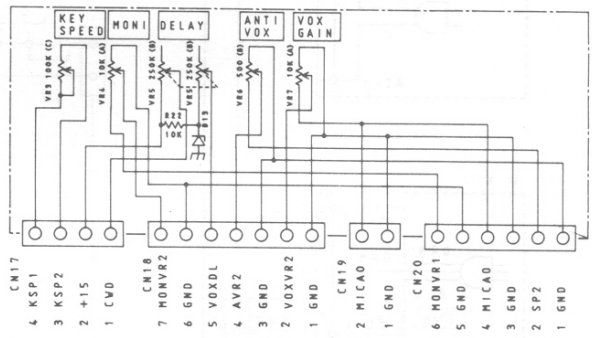 KEY SPEED
MONI
DELAY
ANTI VOX
VOX GAIN
VR3 100K (C)
VR4 10K (A)
VR5 250K (B)
VR5 250K (B)
VR6 500 (B)
VR7 10K (A)
R22
10K
D13
CN17
4 KSP1
3 KSP2
2 +15
1 CWD
CN18
7 MONVR2
6 GND
5 VOXDL
4 AVR2
3 GND
2 VOXVR2
1 GND
CN19
2 MICAO
1 GND
CN20
6 MONVR1
5 GND
4 MICAO
3 GND
2 SP2
1 GND